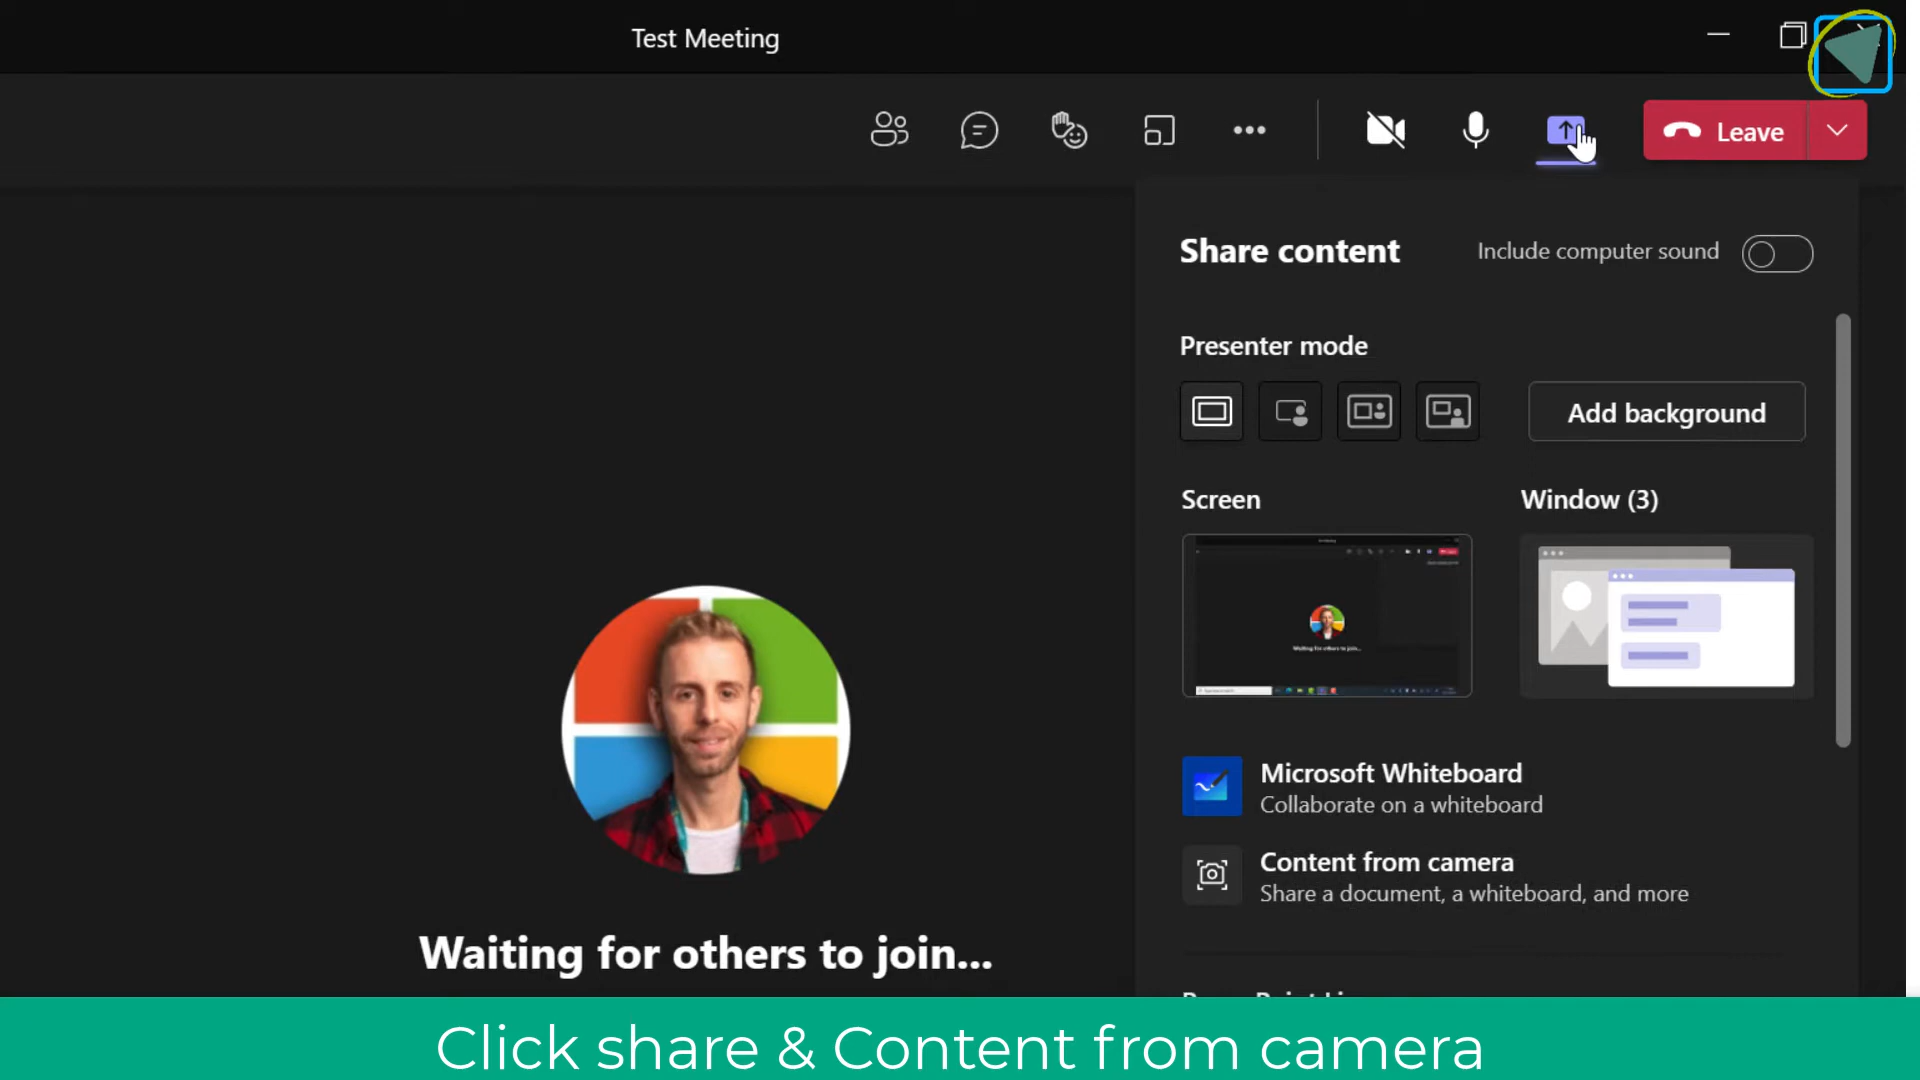 Test Meeting
Leave
Share content
Include computer sound
Presenter mode
Add background
Screen
Window (3)
Microsoft Whiteboard
Collaborate on a whiteboard
Content from camera
Share a document, a whiteboard, and more
Waiting for others to join...
Click share & Content from camera